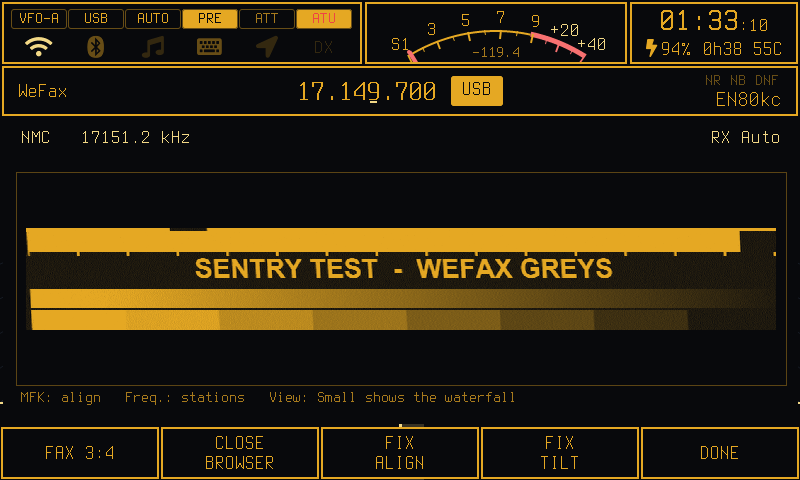 VFO-A USB AUTO PRE ATT ATU
DX
S1 3 5 7 9 +20 +40
-119.4
01:33:10
94% 0h38 55C
WeFax 17.149.700 USB
NR NB DNF
EN80kc
NMC 17151.2 kHz RX Auto
SENTRY TEST - WEFAX GREYS
MFK: align Freq.: stations View: Small shows the waterfall
FAX 3:4
CLOSE
BROWSER
FIX
ALIGN
FIX
TILT
DONE